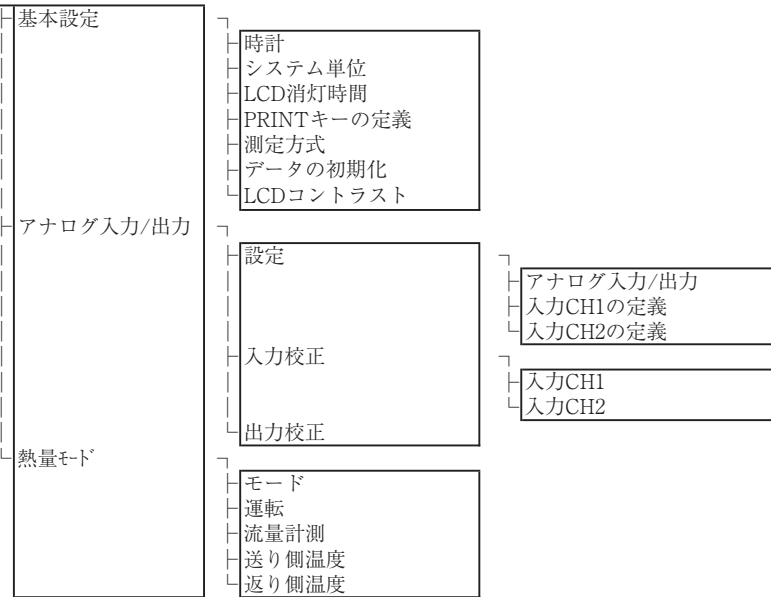 基本設定
時計
システム単位
LCD消灯時間
PRINTキーの定義
測定方式
データの初期化
LCDコントラスト
アナログ入力/出力
設定
アナログ入力/出力
入力CH1の定義
入力CH2の定義
入力校正
入力CH1
入力CH2
出力校正
熱量ﾓｰﾄﾞ
モード
運転
流量計測
送り側温度
返り側温度